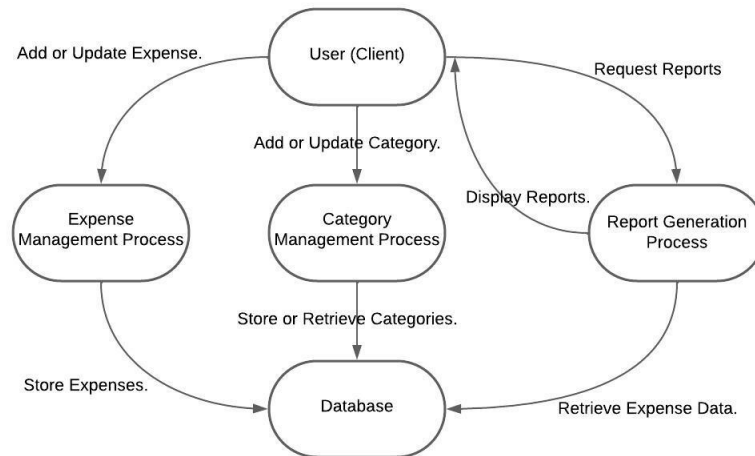 User (Client)
Add or Update Expense.
Request Reports
Add or Update Category.
Display Reports.
Expense
Management Process
Category
Management Process
Report Generation
Process
Store or Retrieve Categories.
Store Expenses.
Database
Retrieve Expense Data.